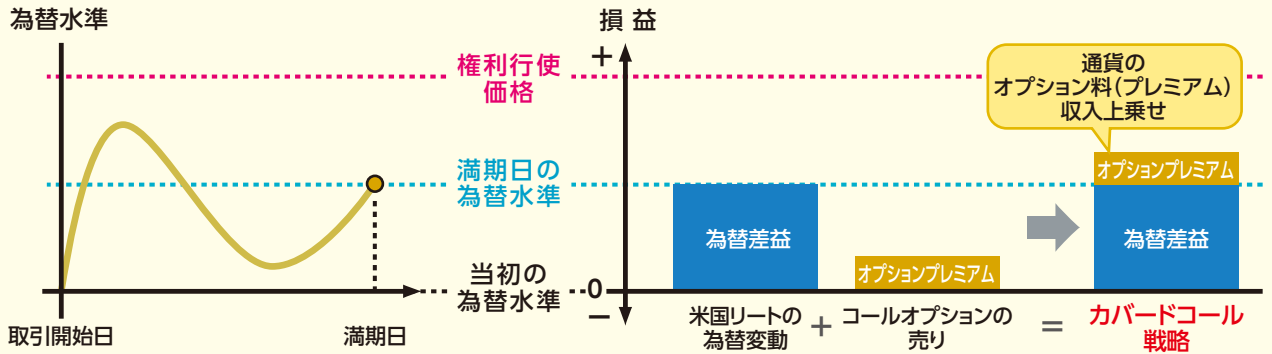 為替水準
取引開始日
満期日
権利行使
価格
満期日の
為替水準
当初の
為替水準
損 益
+
0
−
為替差益
米国リートの
為替変動
+
オプションプレミアム
コールオプションの
売り
=
通貨の
オプション料(プレミアム)
収入上乗せ
オプションプレミアム
為替差益
カバードコール
戦略